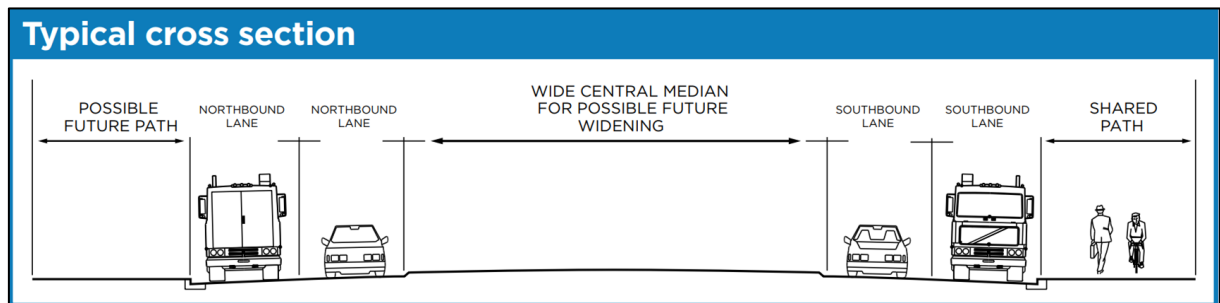 Typical cross section
POSSIBLE
FUTURE PATH
NORTHBOUND
LANE
NORTHBOUND
LANE
WIDE CENTRAL MEDIAN
FOR POSSIBLE FUTURE
WIDENING
SOUTHBOUND
LANE
SOUTHBOUND
LANE
SHARED
PATH